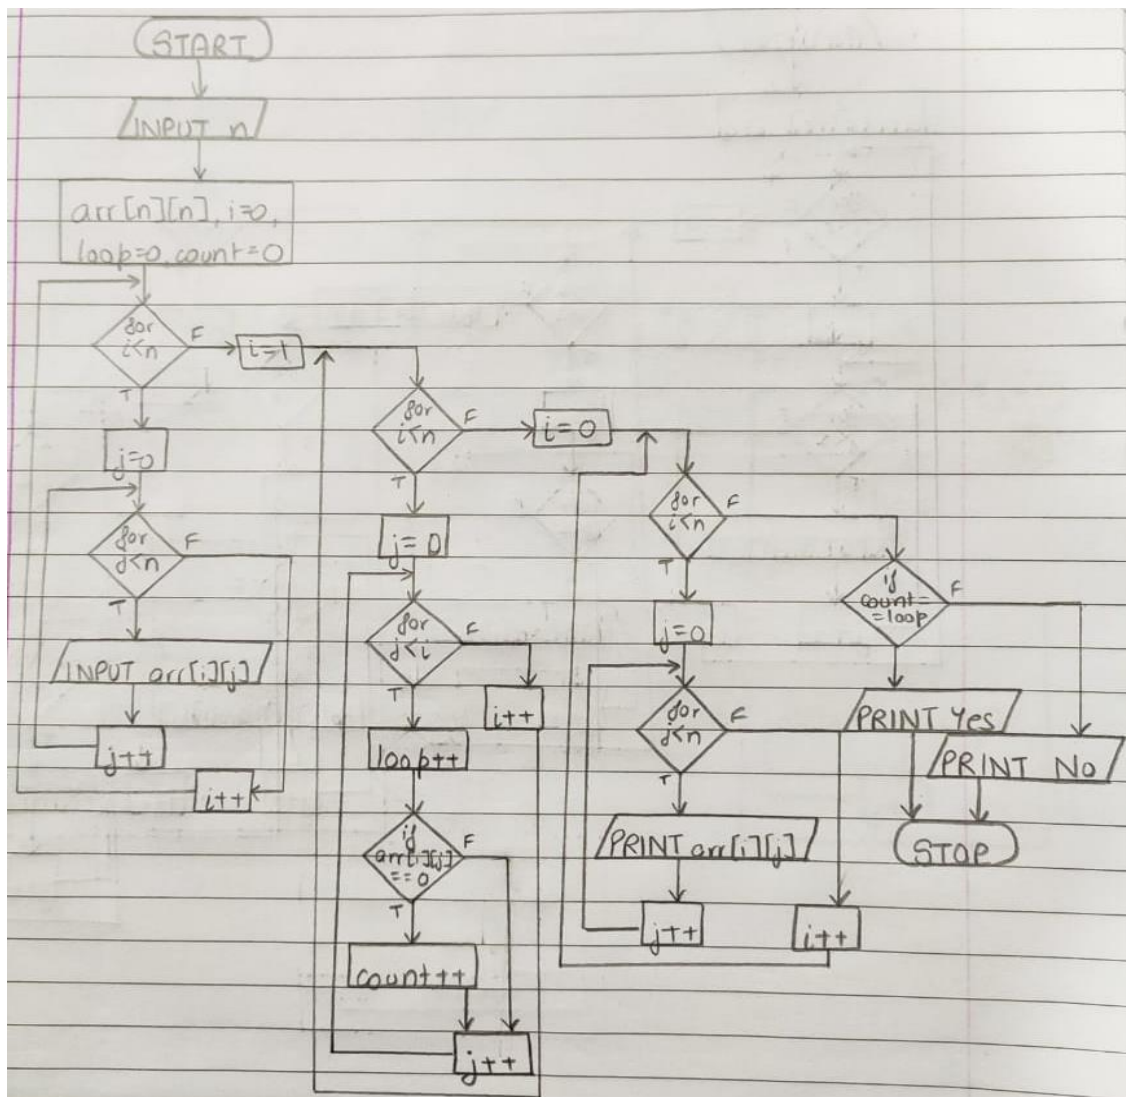 START
INPUT n
arr[n][n], i=0,
loop=0, count=0
for
i<n
F
T
i=1
j=0
for
j<n
F
T
INPUT arr[i][j]
j++
i++
for
i<n
F
T
j=0
for
j<i
F
T
i++
loop++
if
arr[i][j]
==0
F
T
count++
j++
i=0
for
i<n
F
T
j=0
for
j<n
F
T
PRINT arr[i][j]
j++
i++
if
count=
=loop
F
PRINT Yes
PRINT No
STOP